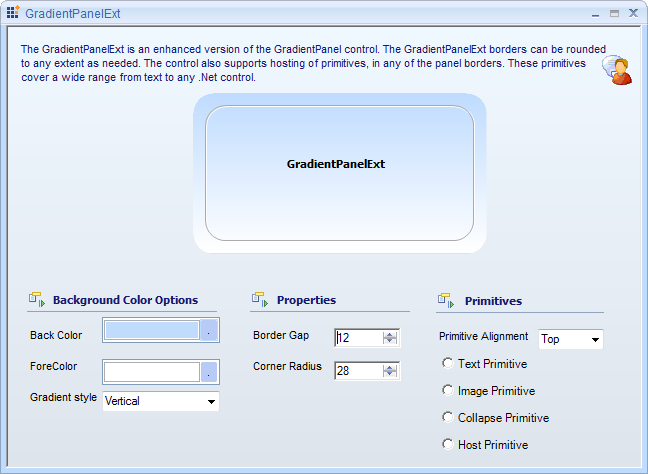 GradientPanelExt
The GradientPanelExt is an enhanced version of the GradientPanel control. The GradientPanelExt borders can be rounded
to any extent as needed. The control also supports hosting of primitives, in any of the panel borders. These primitives
cover a wide range from text to any .Net control.
GradientPanelExt
Background Color Options
Back Color
.
ForeColor
.
Gradient style
Vertical
Properties
Border Gap
12
Corner Radius
28
Primitives
Primitive Alignment
Top
Text Primitive
Image Primitive
Collapse Primitive
Host Primitive